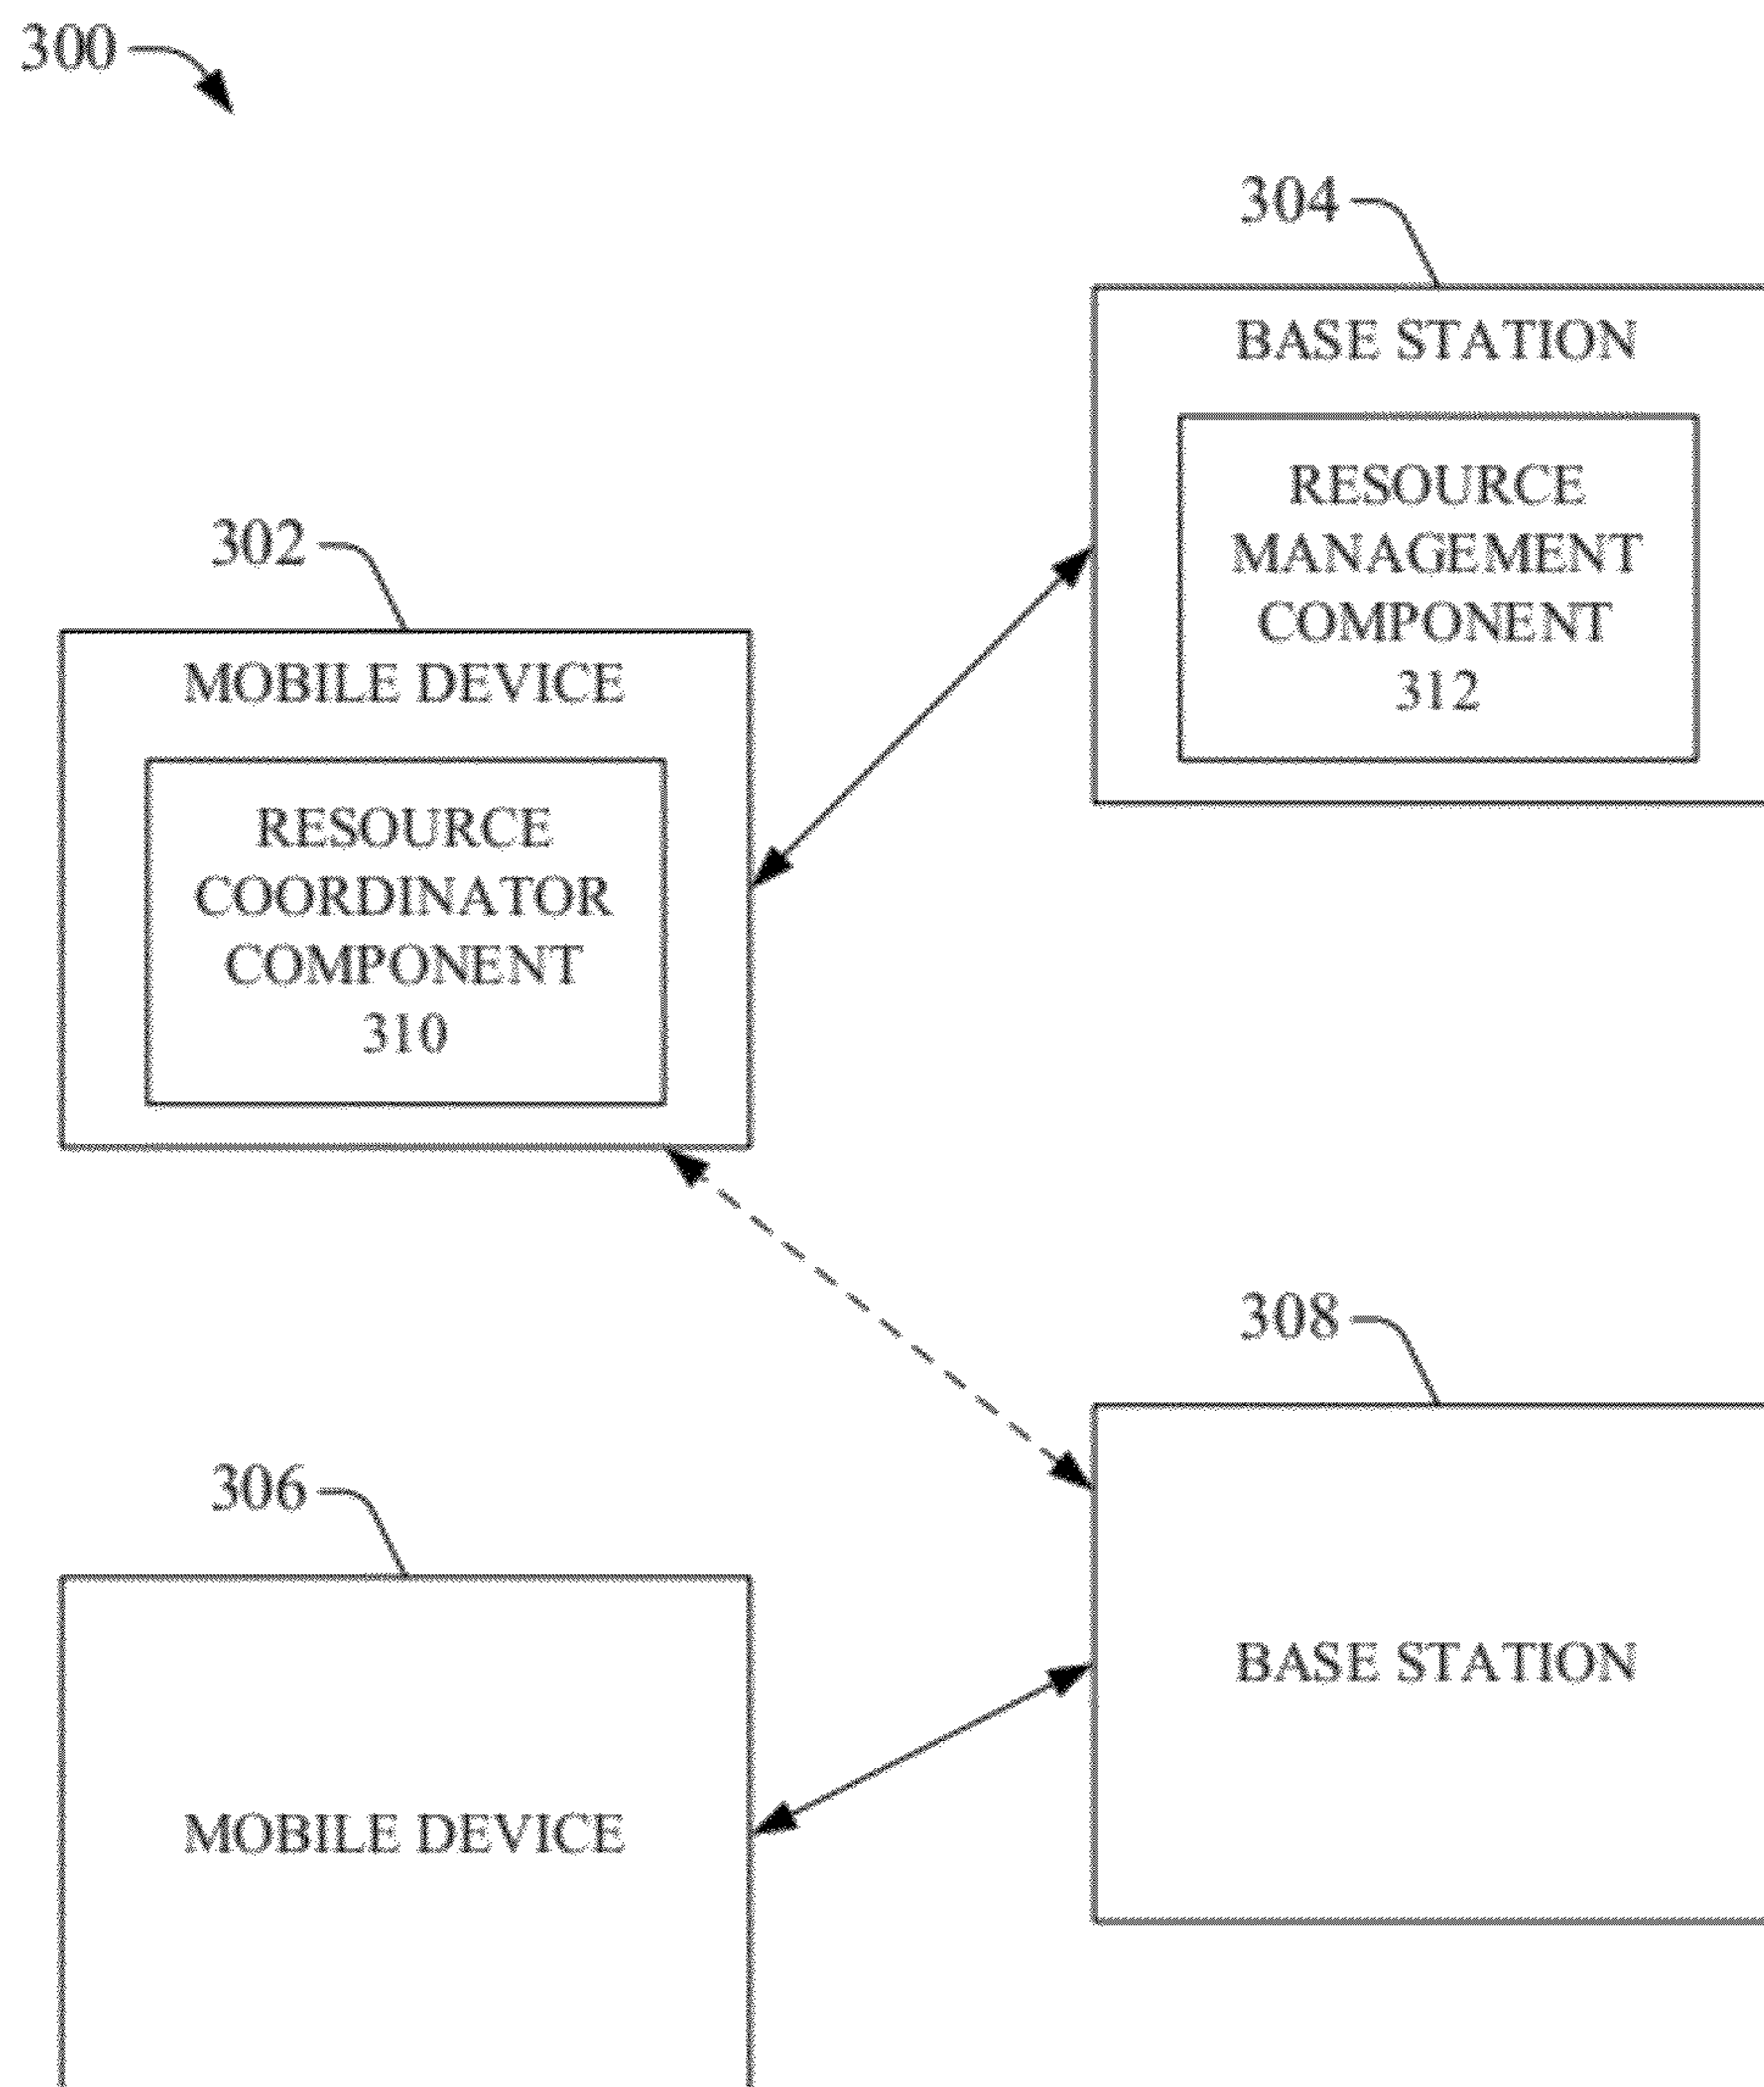 300
304
BASE STATION
RESOURCE
MANAGEMENT
COMPONENT
312
302
MOBILE DEVICE
RESOURCE
COORDINATOR
COMPONENT
310
308
BASE STATION
306
MOBILE DEVICE